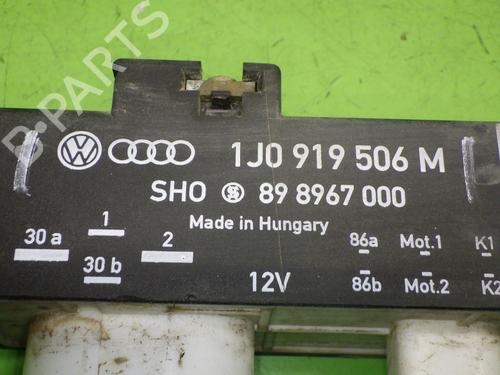 B-PARTS
1J0 919 506 M
SHO 89 8967 000
Made in Hungary
1
30 a 2 86a Mot.1 K1
30 b 12V 86b Mot.2 K2